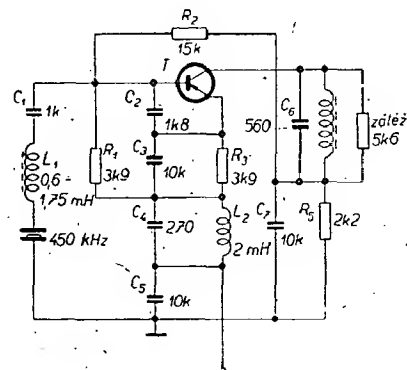 R2
15k
T
C1
1k
C2
1k8
C6
560
zátěž
5k6
L1
0,6 -
1,75 mH
R1
3k9
C3
10k
R3
3k9
C4
270
L2
2 mH
C7
10k
R5
2k2
450 kHz
C5
10k